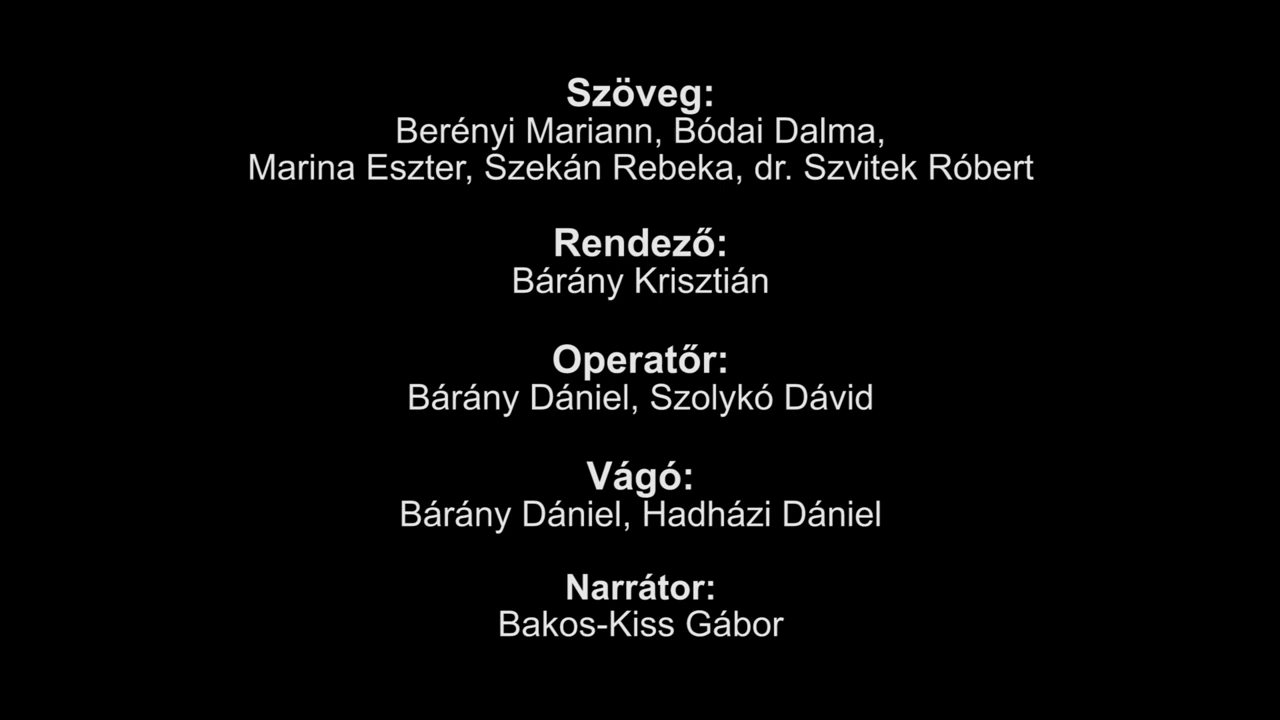 Szöveg:
Berényi Mariann, Bódai Dalma,
Marina Eszter, Szekán Rebeka, dr. Szvitek Róbert
Rendező:
Bárány Krisztián
Operatőr:
Bárány Dániel, Szolykó Dávid
Vágó:
Bárány Dániel, Hadházi Dániel
Narrátor:
Bakos-Kiss Gábor